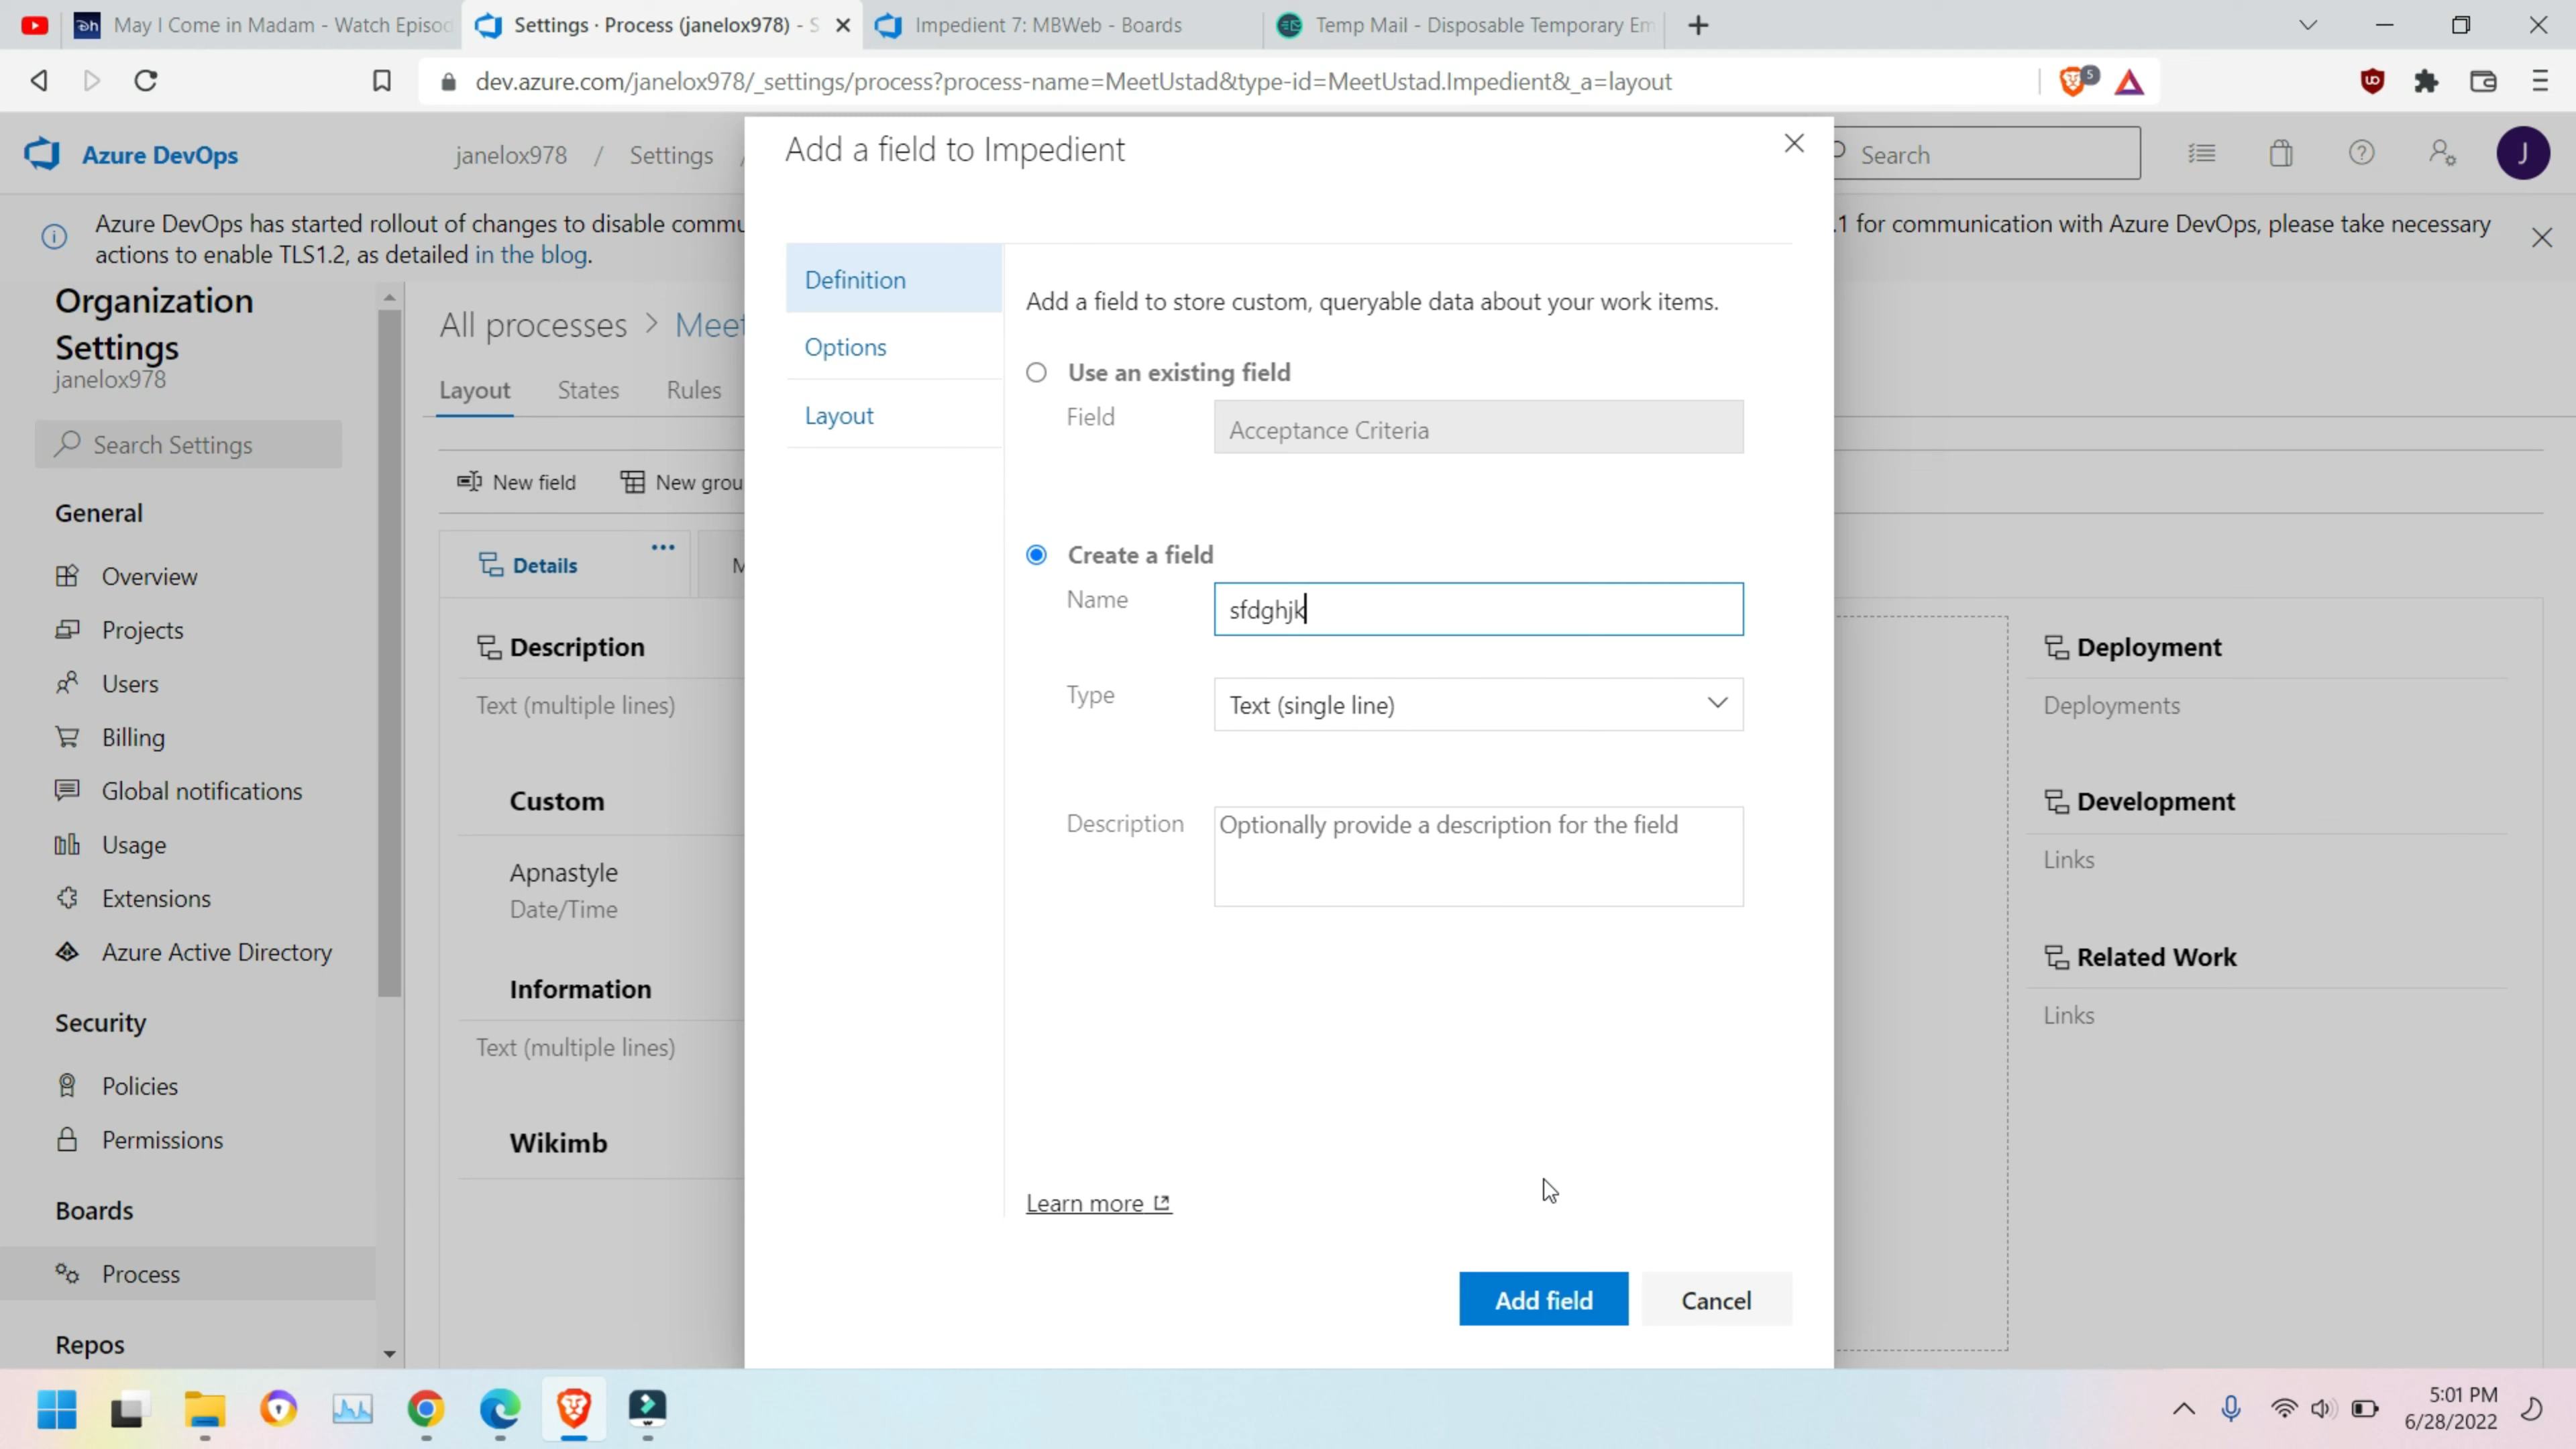 May I Come in Madam - Watch Episod
Settings · Process (janelox978) - S
Impedient 7: MBWeb - Boards
Temp Mail - Disposable Temporary Em
dev.azure.com/janelox978/_settings/process?process-name=MeetUstad&type-id=MeetUstad.Impedient&_a=layout
5
Azure DevOps
janelox978 / Settings /
Search
J
Azure DevOps has started rollout of changes to disable commu
.1 for communication with Azure DevOps, please take necessary
actions to enable TLS1.2, as detailed in the blog.
Organization
Settings
janelox978
Search Settings
General
Overview
Projects
Users
Billing
Global notifications
Usage
Extensions
Azure Active Directory
Security
Policies
Permissions
Boards
Process
Repos
All processes > Meet
Layout States Rules
New field New grou
Details ... M
Description
Text (multiple lines)
Custom
Apnastyle
Date/Time
Information
Text (multiple lines)
Wikimb
Add a field to Impedient
Definition
Options
Layout
Add a field to store custom, queryable data about your work items.
Use an existing field
Field Acceptance Criteria
Create a field
Name sfdghjk
Type Text (single line)
Description Optionally provide a description for the field
Learn more
Add field Cancel
Deployment
Deployments
Development
Links
Related Work
Links
5:01 PM
6/28/2022